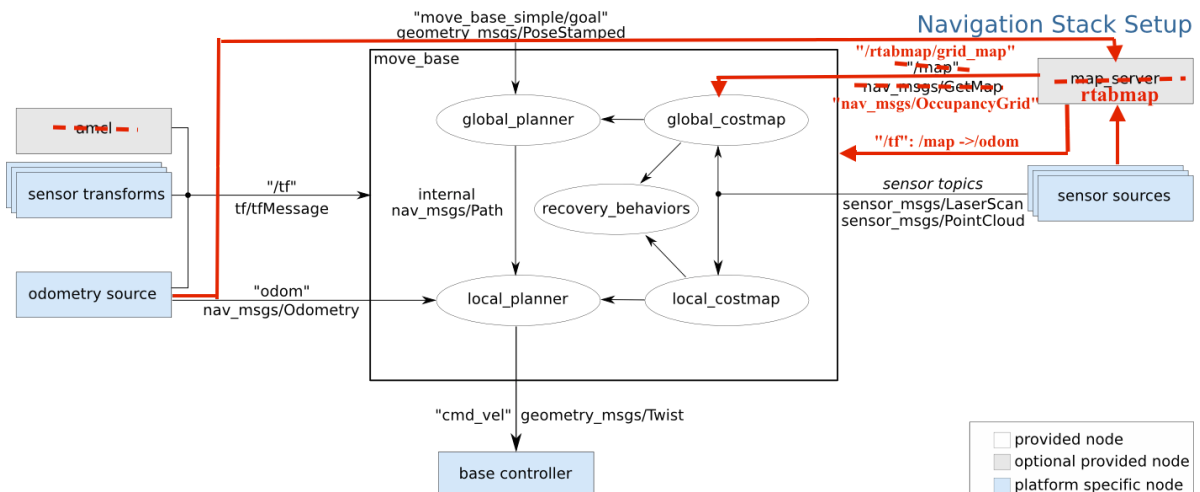 "move_base_simple/goal"
geometry_msgs/PoseStamped
Navigation Stack Setup
move_base
"/rtabmap/grid_map"
"/map"
nav_msgs/GetMap
"nav_msgs/OccupancyGrid"
map_server
rtabmap
amcl
global_planner
global_costmap
"/tf": /map ->/odom
sensor transforms
"/tf"
tf/tfMessage
internal
nav_msgs/Path
recovery_behaviors
sensor topics
sensor_msgs/LaserScan
sensor_msgs/PointCloud
sensor sources
odometry source
"odom"
nav_msgs/Odometry
local_planner
local_costmap
"cmd_vel" geometry_msgs/Twist
base controller
provided node
optional provided node
platform specific node